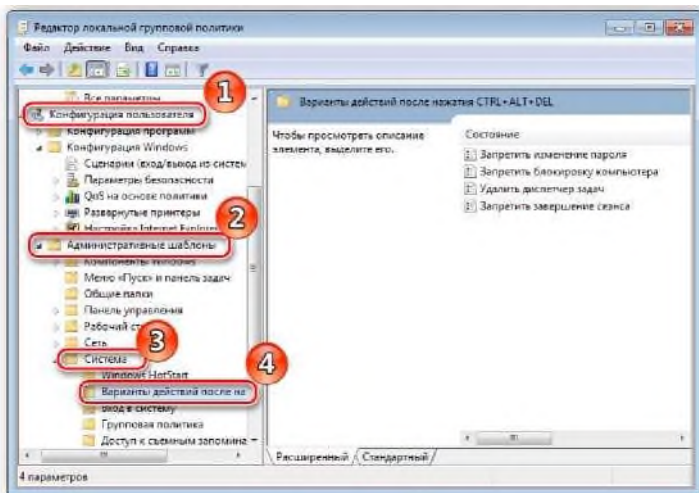 Редактор локальной групповой политики
Файл Действие Вид Справка
Все параметры
1
Конфигурация пользователя
Конфигурация программ
Конфигурация Windows
Сценарии (вход/выход из систем
Параметры безопасности
QoS на основе политики
Развернутые принтеры
Настройка Internet Explorer
2
Административные шаблоны
Компоненты Windows
Меню «Пуск» и панель задач
Общие папки
Панель управления
Рабочий ст
Сеть
3
Система
4
Windows HotStart
Варианты действий после на
Вход в систему
Групповая политика
Доступ к съемным запомина
Варианты действий после нажатия CTRL+ALT+DEL
Чтобы просмотреть описание
элемента, выделите его.
Состояние
Запретить изменение пароля
Запретить блокировку компьютера
Удалить диспетчер задач
Запретить завершение сеанса
Расширенный Стандартный
4 параметров